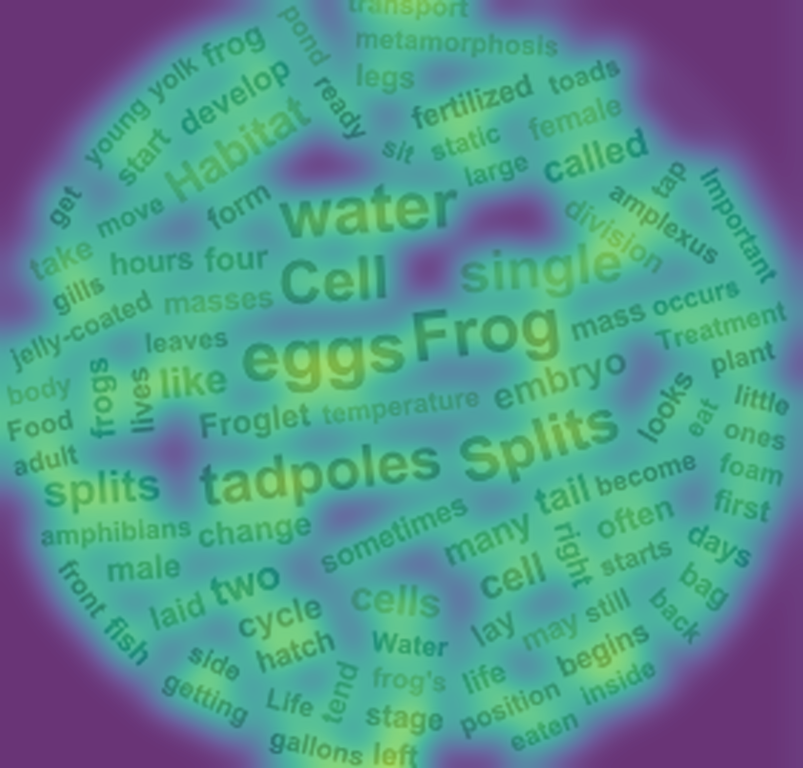 transport
pond metamorphosis
young yolk frog legs
start develop ready fertilized toads
Habitat sit static female
get move form large called tap Important
water division amplexus
take hours four Cell single
gills masses
jelly-coated leaves eggs Frog mass occurs
Treatment
body frogs lives like embryo plant
Food Froglet temperature looks eat little
adult ones
splits tadpoles Splits foam
amphibians change sometimes many tail become first
male right often days
front fish laid two cells cell starts bag
cycle Water lay may still back
side hatch begins
getting Life tend frog's life inside
stage position
gallons left eaten